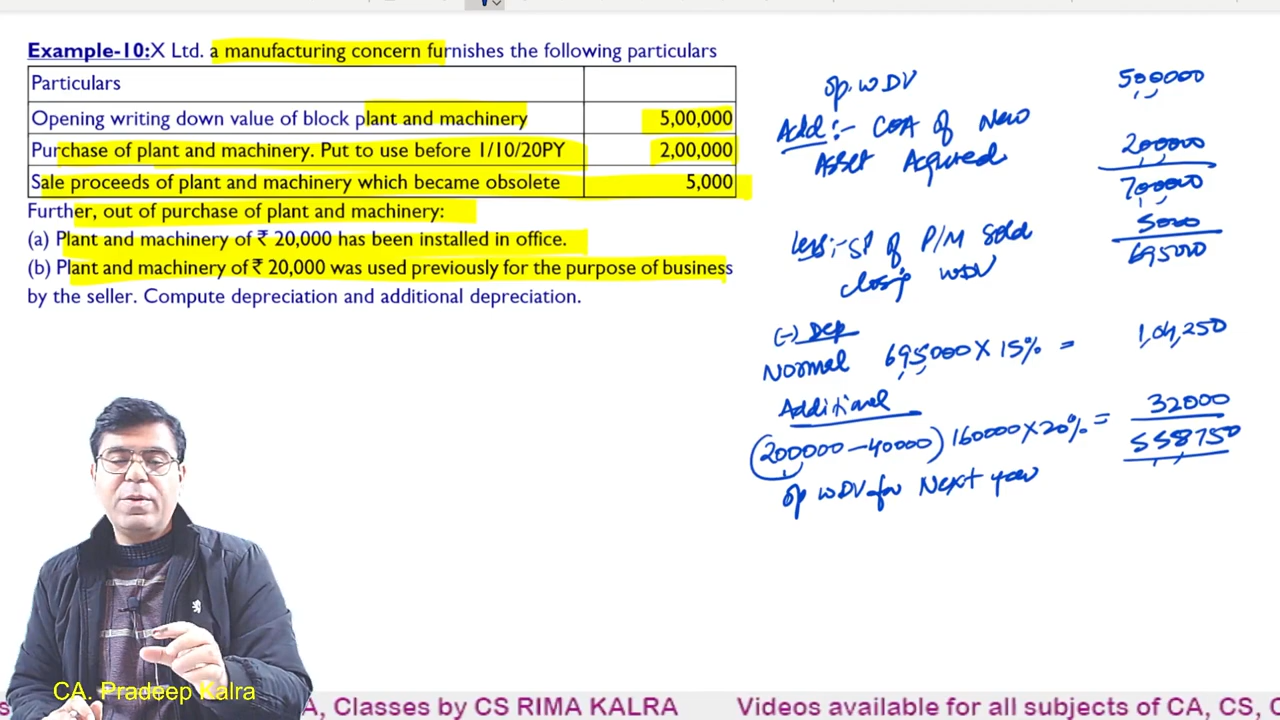 Example-10: X Ltd. a manufacturing concern furnishes the following particulars
Particulars
Opening writing down value of block plant and machinery 5,00,000
Purchase of plant and machinery. Put to use before 1/10/20PY 2,00,000
Sale proceeds of plant and machinery which became obsolete 5,000
Further, out of purchase of plant and machinery:
(a) Plant and machinery of ₹ 20,000 has been installed in office.
(b) Plant and machinery of ₹ 20,000 was used previously for the purpose of business
by the seller. Compute depreciation and additional depreciation.
op. WDV 500000
Add :- COA of New
Asset Acquired 200000
700000
Less :- SP of P/M Sold 5000
closing WDV 695000
(-) Dep
Normal 695000 X 15% = 1,04,250
Additional
(200000 - 40000) 160000 X 20% = 32000
op WDV for Next year 558750
CA. Pradeep Kalra
A, Classes by CS RIMA KALRA Videos available for all subjects of CA, CS, C